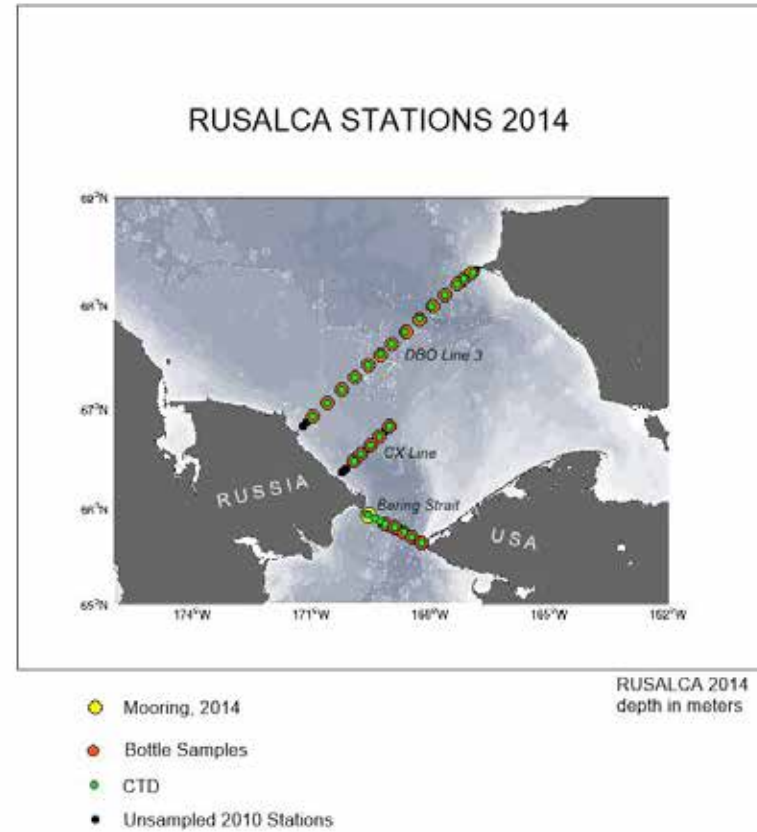 RUSALCA STATIONS 2014
69°N
68°N
67°N
66°N
65°N
DBO Line 3
CX Line
Bering Strait
RUSSIA
USA
174°W
171°W
168°W
165°W
162°W
RUSALCA 2014
depth in meters
Mooring, 2014
Bottle Samples
CTD
Unsampled 2010 Stations